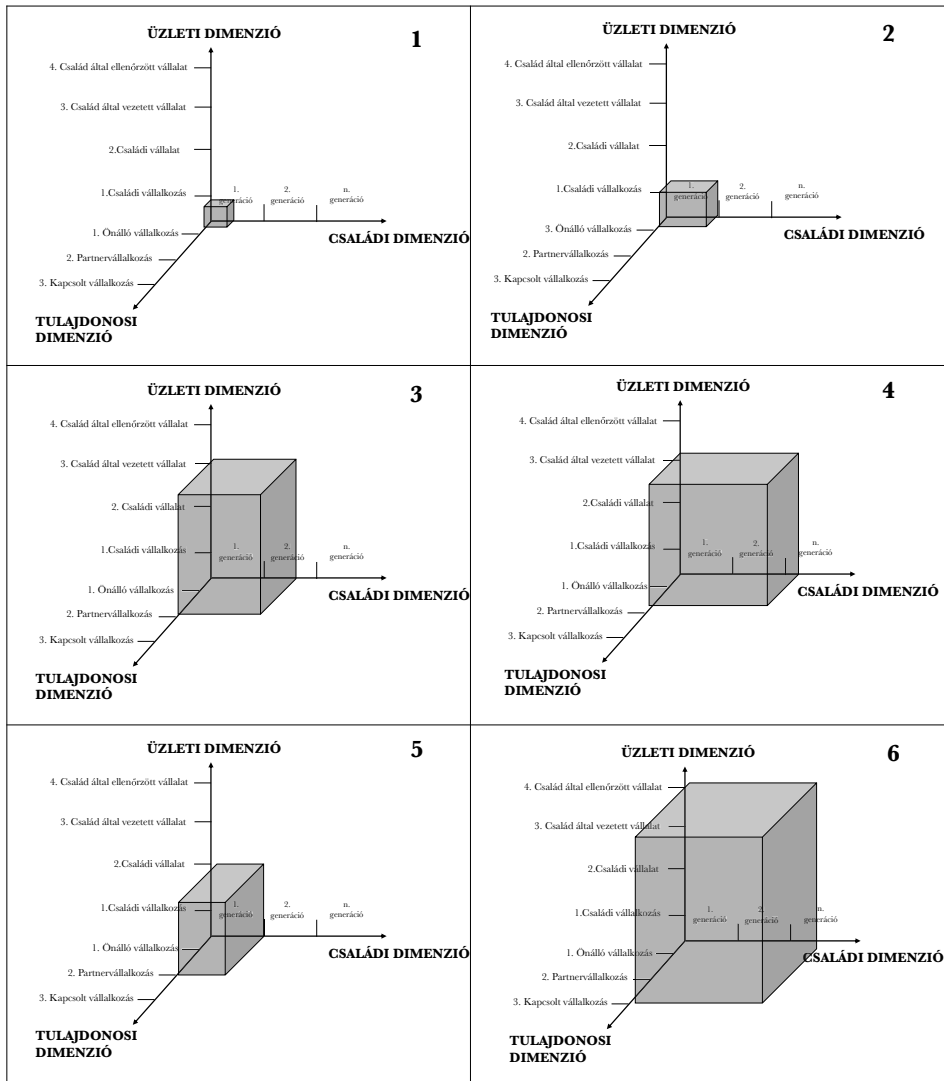 ÜZLETI DIMENZIÓ
1
4. Család által ellenőrzött vállalat
3. Család által vezetett vállalat
2.Családi vállalat
1.Családi vállalkozás
1. generáció
2. generáció
n. generáció
CSALÁDI DIMENZIÓ
1. Önálló vállalkozás
2. Partnervállalkozás
3. Kapcsolt vállalkozás
TULAJDONOSI
DIMENZIÓ
ÜZLETI DIMENZIÓ
2
4. Család által ellenőrzött vállalat
3. Család által vezetett vállalat
2.Családi vállalat
1.Családi vállalkozás
1. generáció
2. generáció
n. generáció
CSALÁDI DIMENZIÓ
3. Önálló vállalkozás
2. Partnervállalkozás
3. Kapcsolt vállalkozás
TULAJDONOSI
DIMENZIÓ
ÜZLETI DIMENZIÓ
3
4. Család által ellenőrzött vállalat
3. Család által vezetett vállalat
2. Családi vállalat
1.Családi vállalkozás
1. generáció
2. generáció
n. generáció
CSALÁDI DIMENZIÓ
1. Önálló vállalkozás
2. Partnervállalkozás
3. Kapcsolt vállalkozás
TULAJDONOSI
DIMENZIÓ
ÜZLETI DIMENZIÓ
4
4. Család által ellenőrzött vállalat
3. Család által vezetett vállalat
2.Családi vállalat
1.Családi vállalkozás
1. generáció
2. generáció
n. generáció
CSALÁDI DIMENZIÓ
1. Önálló vállalkozás
2. Partnervállalkozás
3. Kapcsolt vállalkozás
TULAJDONOSI
DIMENZIÓ
ÜZLETI DIMENZIÓ
5
4. Család által ellenőrzött vállalat
3. Család által vezetett vállalat
2.Családi vállalat
1.Családi vállalkozás
1. generáció
2. generáció
n. generáció
CSALÁDI DIMENZIÓ
1. Önálló vállalkozás
2. Partnervállalkozás
3. Kapcsolt vállalkozás
TULAJDONOSI
DIMENZIÓ
ÜZLETI DIMENZIÓ
6
4. Család által ellenőrzött vállalat
3. Család által vezetett vállalat
2.Családi vállalat
1.Családi vállalkozás
1. generáció
2. generáció
n. generáció
CSALÁDI DIMENZIÓ
1. Önálló vállalkozás
2. Partnervállalkozás
3. Kapcsolt vállalkozás
TULAJDONOSI
DIMENZIÓ